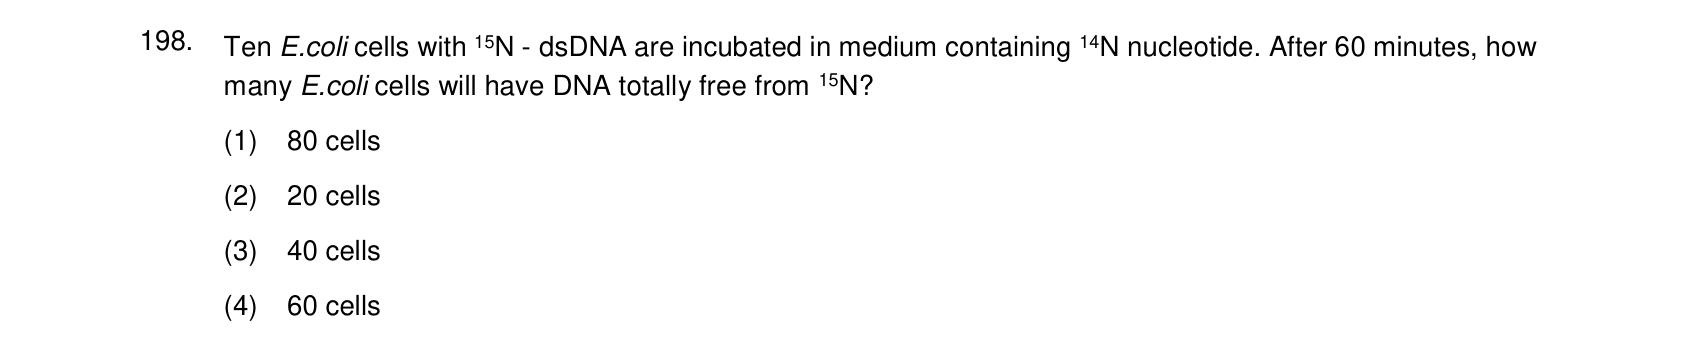 198. Ten E.coli cells with ¹⁵N - dsDNA are incubated in medium containing ¹⁴N nucleotide. After 60 minutes, how
many E.coli cells will have DNA totally free from ¹⁵N?
(1) 80 cells
(2) 20 cells
(3) 40 cells
(4) 60 cells